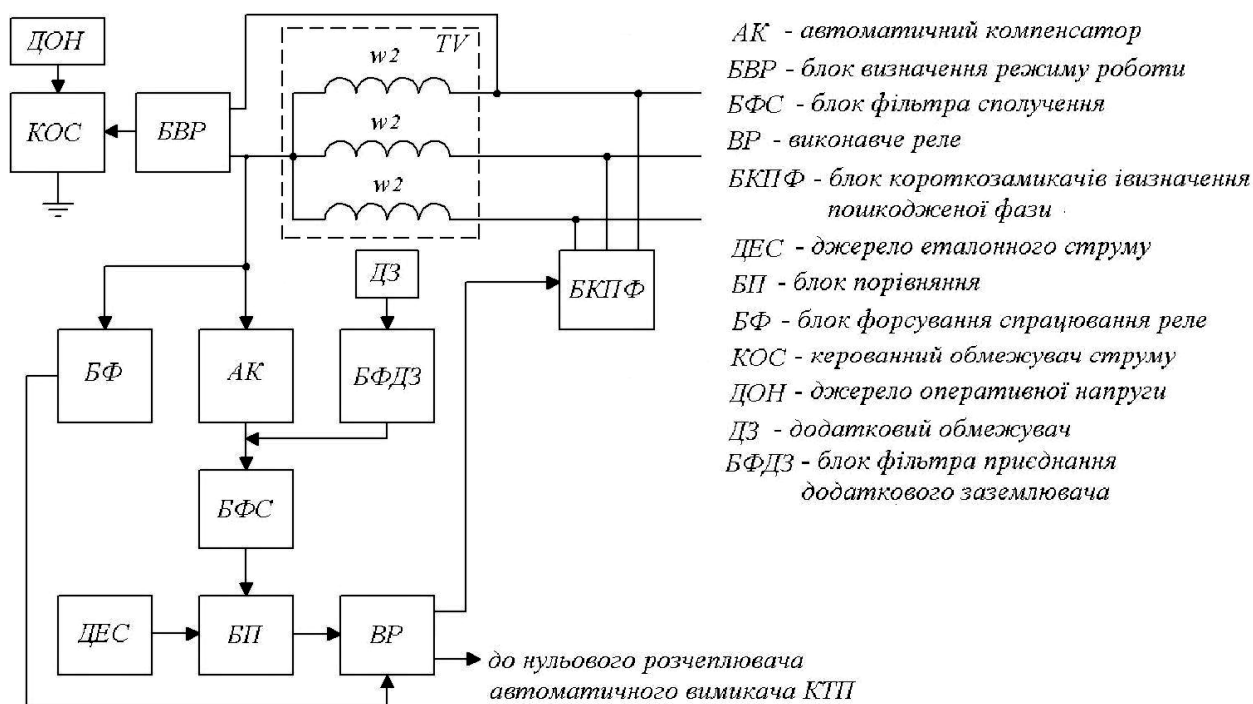 ДОН
КОС
БВР
TV
w2
w2
w2
БФ
АК
ДЗ
БФДЗ
БКПФ
БФС
ДЕС
БП
ВР
до нульового розчеплювача
автоматичного вимикача КТП
АК - автоматичний компенсатор
БВР - блок визначення режиму роботи
БФС - блок фільтра сполучення
ВР - виконавче реле
БКПФ - блок короткозамикачів івизначення
пошкодженої фази
ДЕС - джерело еталонного струму
БП - блок порівняння
БФ - блок форсування спрацювання реле
КОС - керованний обмежувач струму
ДОН - джерело оперативної напруги
ДЗ - додатковий обмежувач
БФДЗ - блок фільтра приєднання
додаткового заземлювача